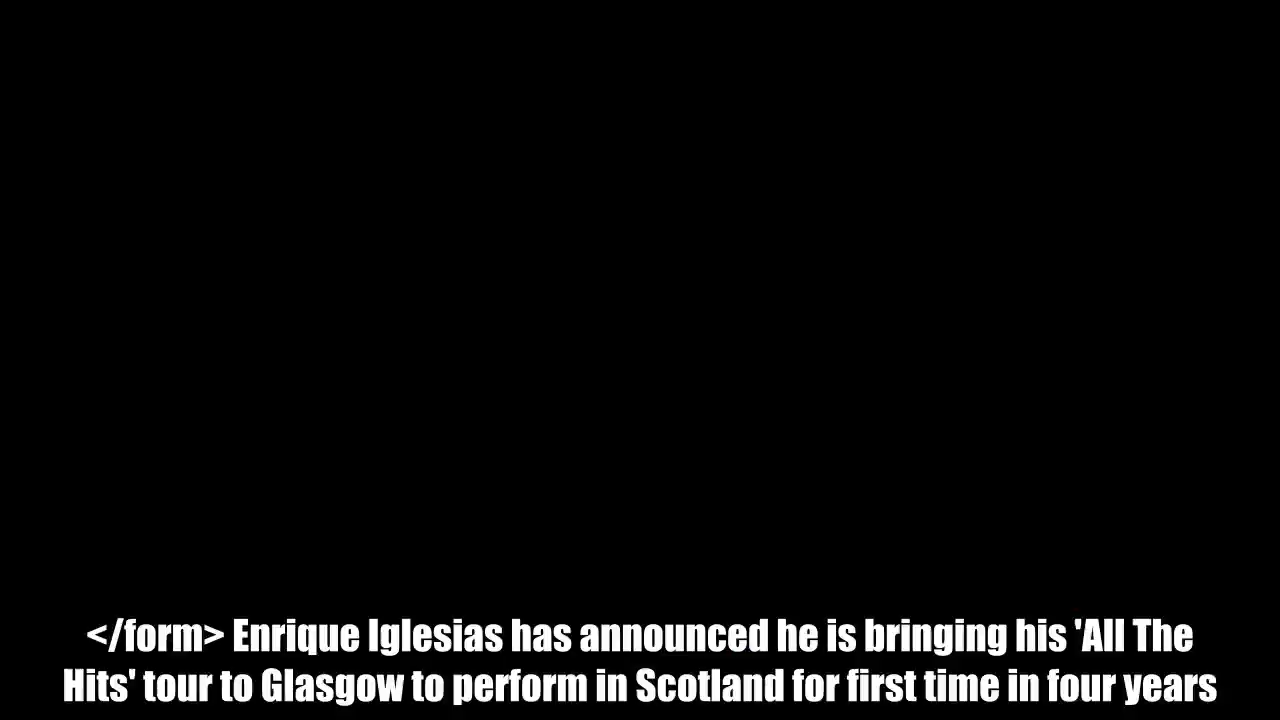 </form> Enrique Iglesias has announced he is bringing his 'All The
Hits' tour to Glasgow to perform in Scotland for first time in four years